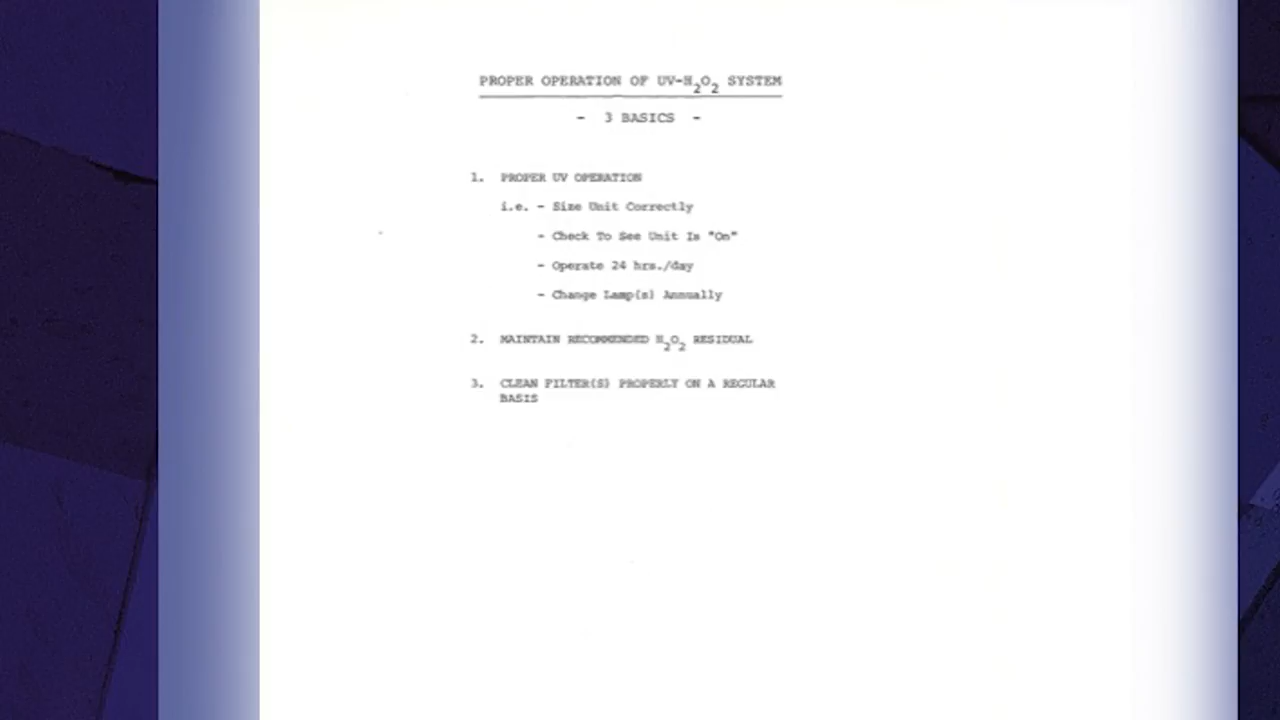 PROPER OPERATION OF UV-H₂O₂ SYSTEM
- 3 BASICS -
1. PROPER UV OPERATION
i.e. - Size Unit Correctly
- Check To See Unit Is "On"
- Operate 24 hrs./day
- Change Lamp(s) Annually
2. MAINTAIN RECOMMENDED H₂O₂ RESIDUAL
3. CLEAN FILTER(S) PROPERLY ON A REGULAR
BASIS